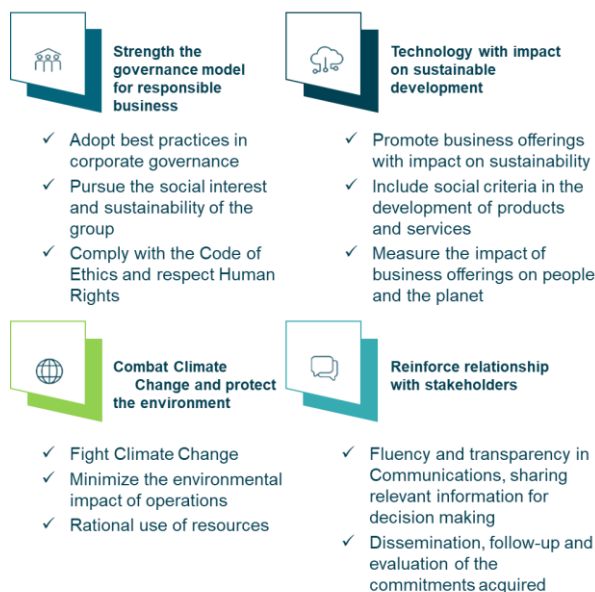 Strength the
governance model
for responsible
business
✓ Adopt best practices in
corporate governance
✓ Pursue the social interest
and sustainability of the
group
✓ Comply with the Code of
Ethics and respect Human
Rights
Technology with impact
on sustainable
development
✓ Promote business offerings
with impact on sustainability
✓ Include social criteria in the
development of products
and services
✓ Measure the impact of
business offerings on people
and the planet
Combat Climate
Change and protect
the environment
✓ Fight Climate Change
✓ Minimize the environmental
impact of operations
✓ Rational use of resources
Reinforce relationship
with stakeholders
✓ Fluency and transparency in
Communications, sharing
relevant information for
decision making
✓ Dissemination, follow-up and
evaluation of the
commitments acquired